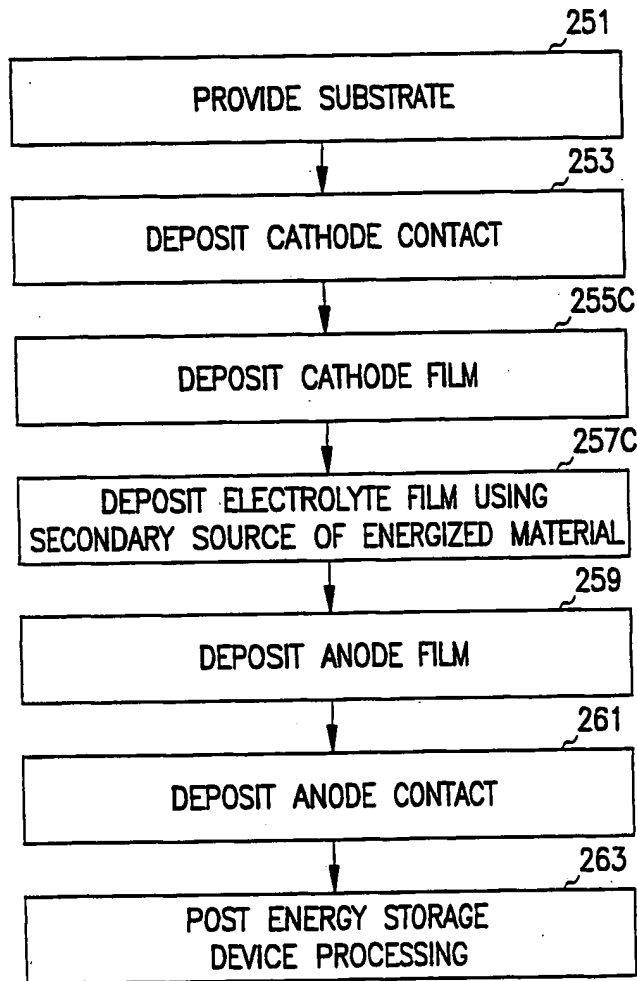 251
PROVIDE SUBSTRATE
253
DEPOSIT CATHODE CONTACT
255C
DEPOSIT CATHODE FILM
257C
DEPOSIT ELECTROLYTE FILM USING
SECONDARY SOURCE OF ENERGIZED MATERIAL
259
DEPOSIT ANODE FILM
261
DEPOSIT ANODE CONTACT
263
POST ENERGY STORAGE
DEVICE PROCESSING